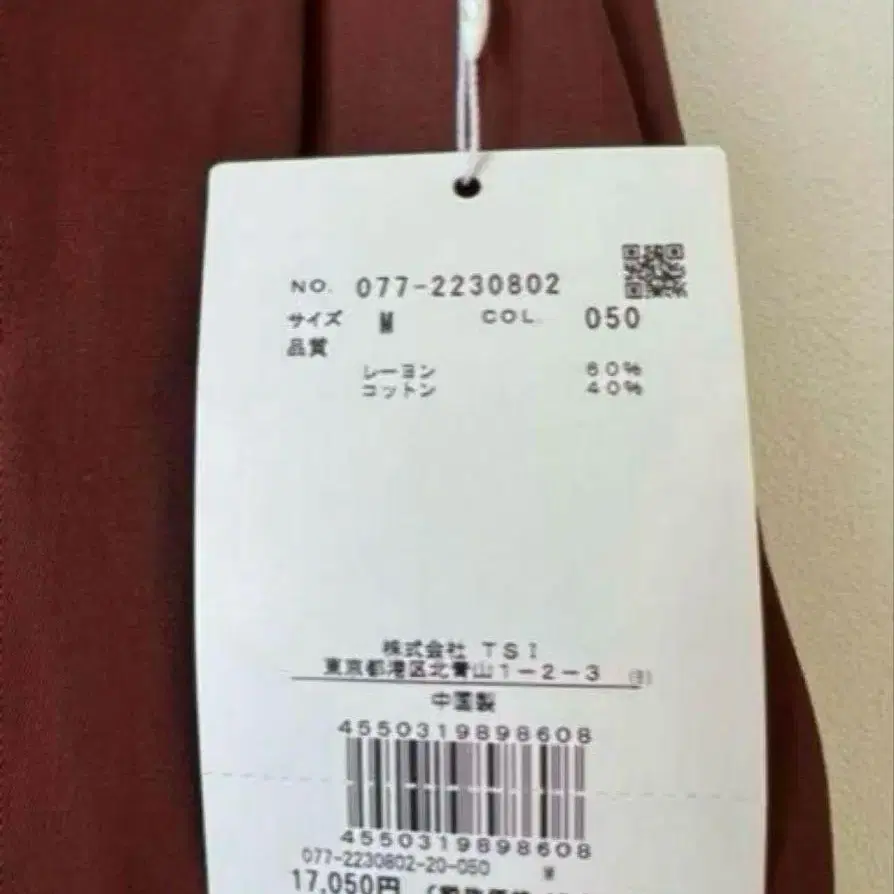 NO. 077-2230802
サイズ M COL. 050
品質
レーヨン 60%
コットン 40%
株式会社 TSI
東京都港区北青山1-2-3
中国製
4550319898608
4550319898608
077-2230802-20-050 M
17,050円